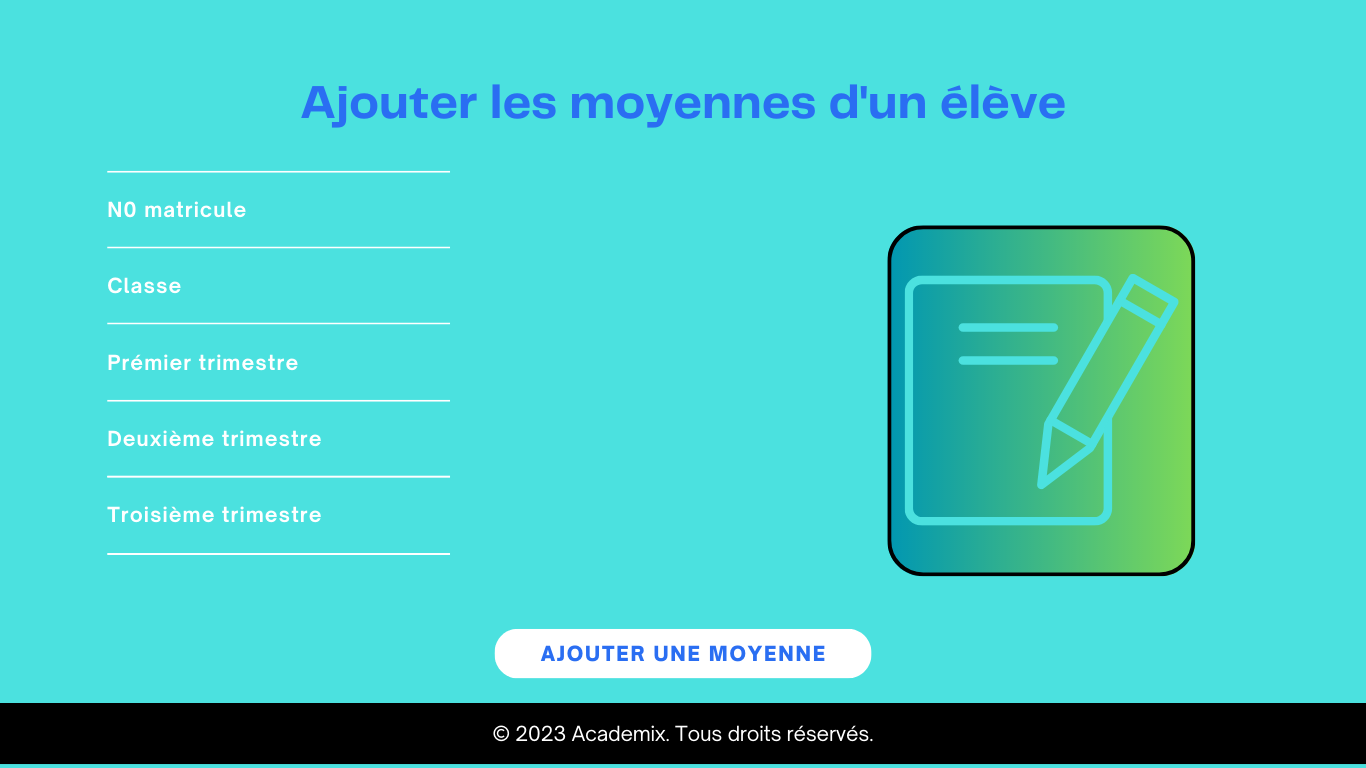 Ajouter les moyennes d'un élève
N0 matricule
Classe
Prémier trimestre
Deuxième trimestre
Troisième trimestre
AJOUTER UNE MOYENNE
© 2023 Academix. Tous droits réservés.